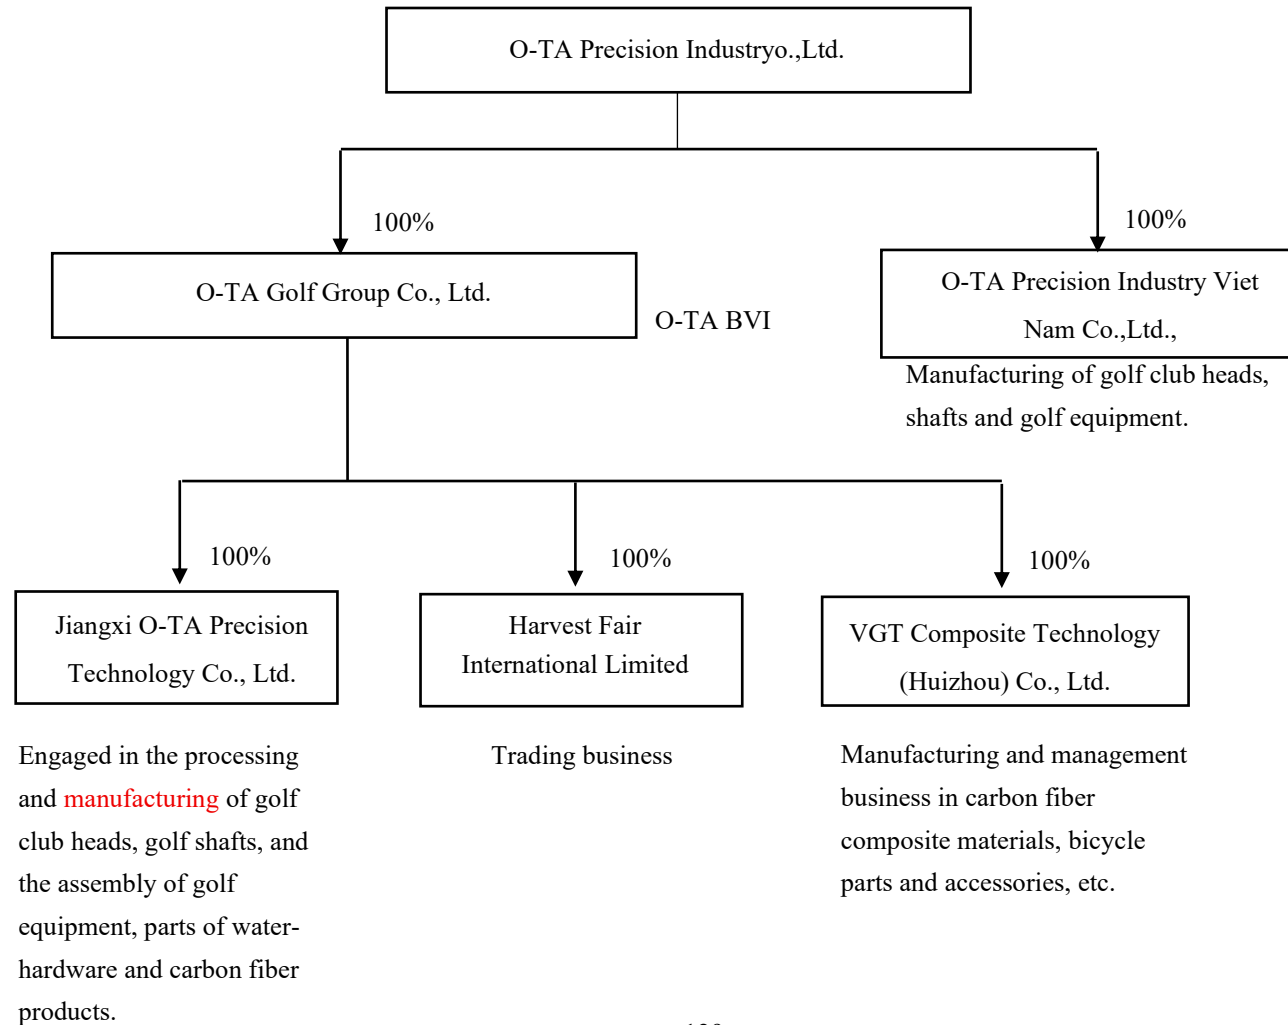 O-TA Precision Industryo.,Ltd.
100%
100%
O-TA Golf Group Co., Ltd.
O-TA BVI
O-TA Precision Industry Viet
Nam Co.,Ltd.,
Manufacturing of golf club heads,
shafts and golf equipment.
100%
100%
100%
Jiangxi O-TA Precision
Technology Co., Ltd.
Harvest Fair
International Limited
VGT Composite Technology
(Huizhou) Co., Ltd.
Engaged in the processing
and manufacturing of golf
club heads, golf shafts, and
the assembly of golf
equipment, parts of water-
hardware and carbon fiber
products.
Trading business
Manufacturing and management
business in carbon fiber
composite materials, bicycle
parts and accessories, etc.